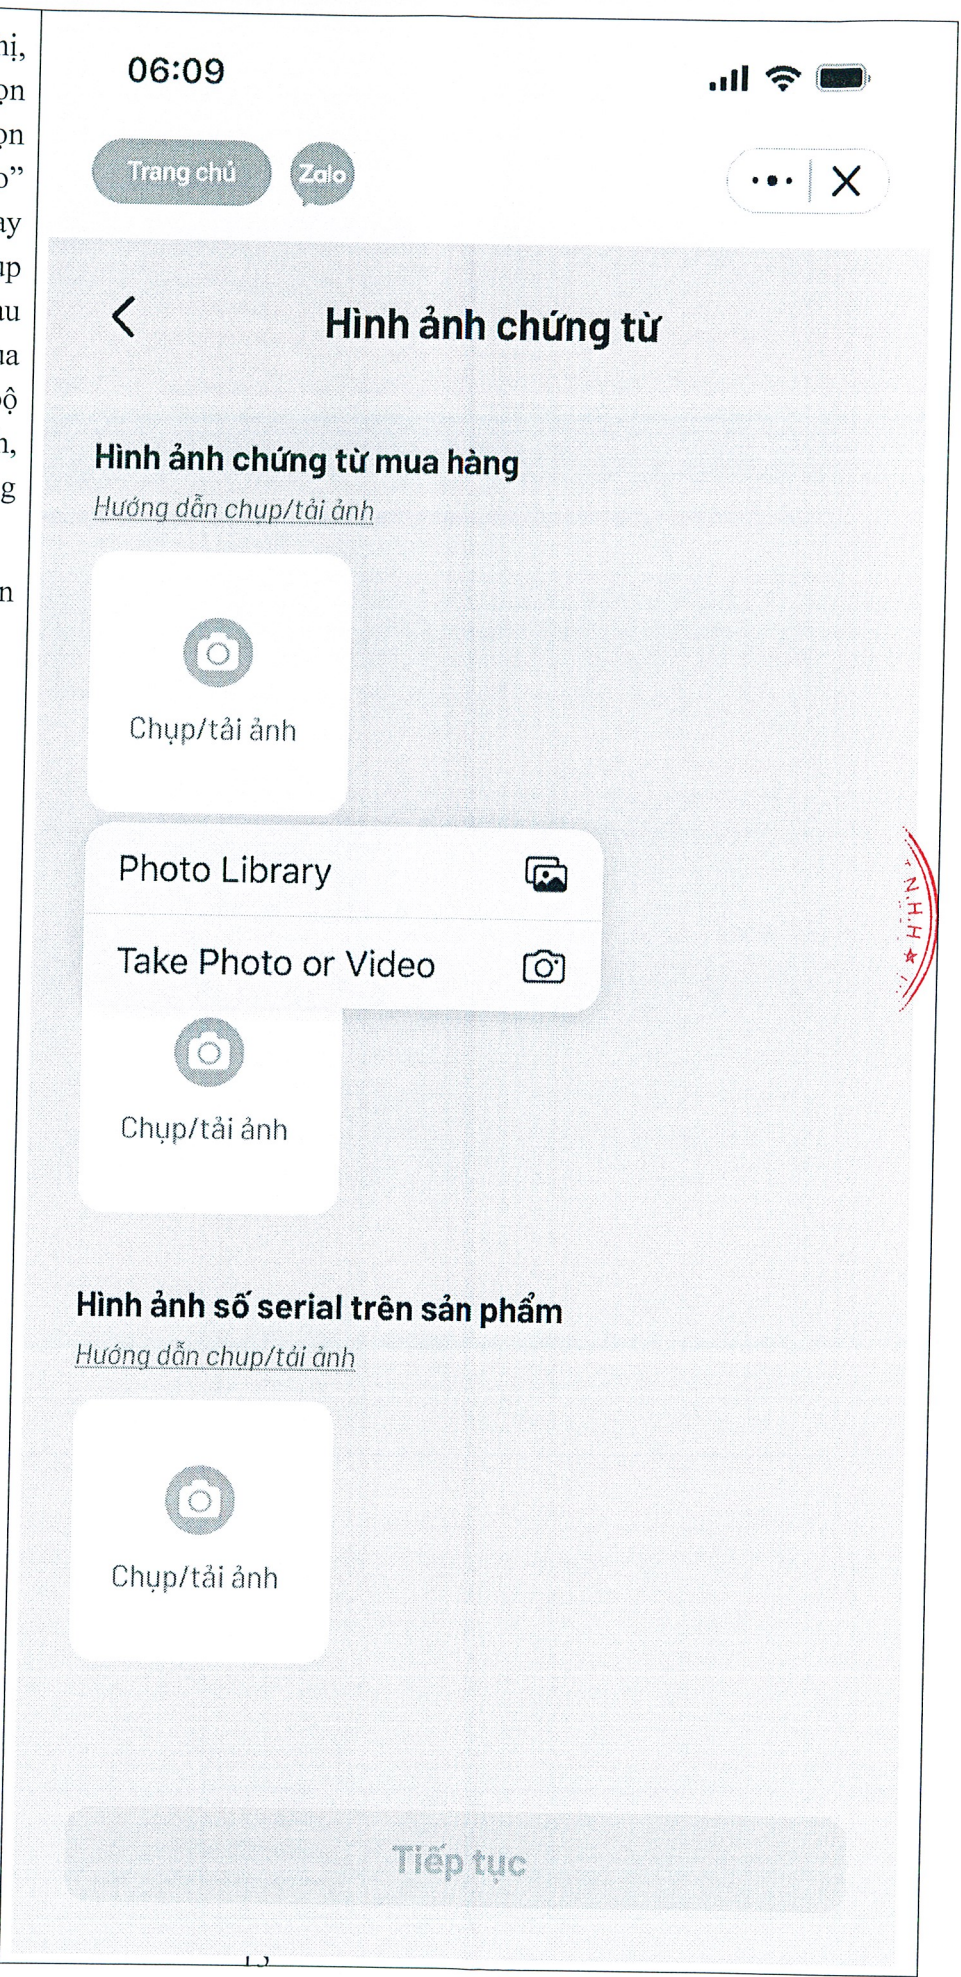 06:09
Trang chủ
Zalo
Hình ảnh chứng từ
Hình ảnh chứng từ mua hàng
Hướng dẫn chụp/tải ảnh
Chụp/tải ảnh
Photo Library
Take Photo or Video
Chụp/tải ảnh
Hình ảnh số serial trên sản phẩm
Hướng dẫn chụp/tải ảnh
Chụp/tải ảnh
Tiếp tục
N.H.H